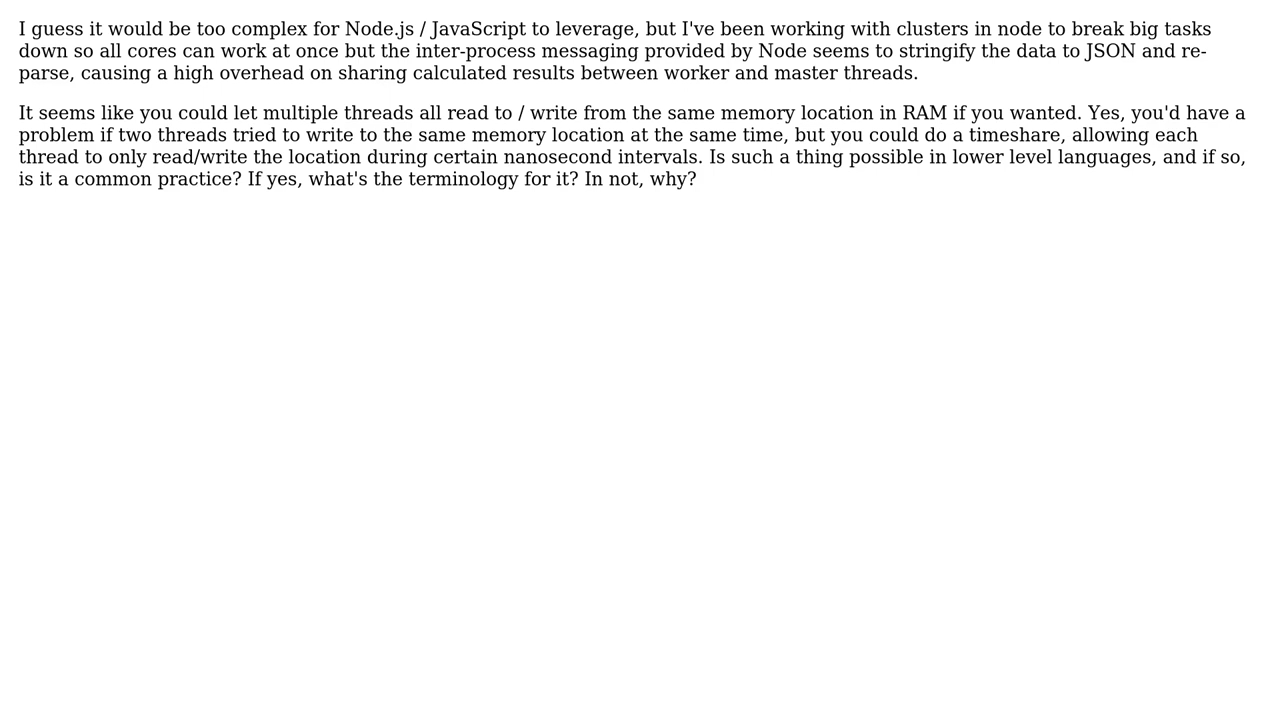 I guess it would be too complex for Node.js / JavaScript to leverage, but I've been working with clusters in node to break big tasks
down so all cores can work at once but the inter-process messaging provided by Node seems to stringify the data to JSON and re-
parse, causing a high overhead on sharing calculated results between worker and master threads.
It seems like you could let multiple threads all read to / write from the same memory location in RAM if you wanted. Yes, you'd have a
problem if two threads tried to write to the same memory location at the same time, but you could do a timeshare, allowing each
thread to only read/write the location during certain nanosecond intervals. Is such a thing possible in lower level languages, and if so,
is it a common practice? If yes, what's the terminology for it? In not, why?